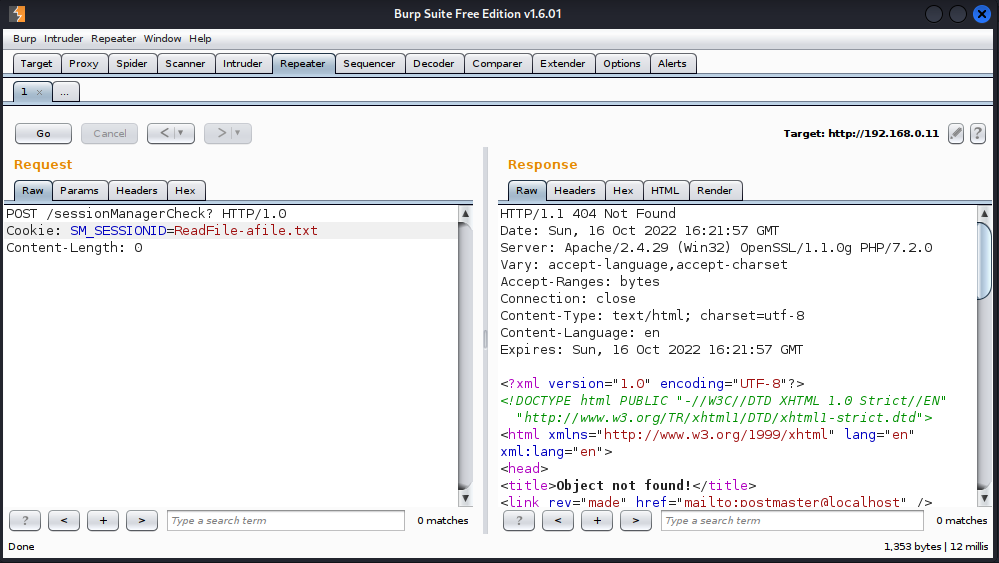 Burp Suite Free Edition v1.6.01
Burp Intruder Repeater Window Help
Target Proxy Spider Scanner Intruder Repeater Sequencer Decoder Comparer Extender Options Alerts
1 × ...
Go Cancel < ▼ > ▼ Target: http://192.168.0.11 ?
Request
Raw Params Headers Hex
POST /sessionManagerCheck? HTTP/1.0
Cookie: SM_SESSIONID=ReadFile-afile.txt
Content-Length: 0
? < + > Type a search term 0 matches
Response
Raw Headers Hex HTML Render
HTTP/1.1 404 Not Found
Date: Sun, 16 Oct 2022 16:21:57 GMT
Server: Apache/2.4.29 (Win32) OpenSSL/1.1.0g PHP/7.2.0
Vary: accept-language,accept-charset
Accept-Ranges: bytes
Connection: close
Content-Type: text/html; charset=utf-8
Content-Language: en
Expires: Sun, 16 Oct 2022 16:21:57 GMT
<?xml version="1.0" encoding="UTF-8"?>
<!DOCTYPE html PUBLIC "-//W3C//DTD XHTML 1.0 Strict//EN"
"http://www.w3.org/TR/xhtml1/DTD/xhtml1-strict.dtd">
<html xmlns="http://www.w3.org/1999/xhtml" lang="en"
xml:lang="en">
<head>
<title>Object not found!</title>
<link rev="made" href="mailto:postmaster@localhost" />
? < + > Type a search term 0 matches
Done 1,353 bytes | 12 millis